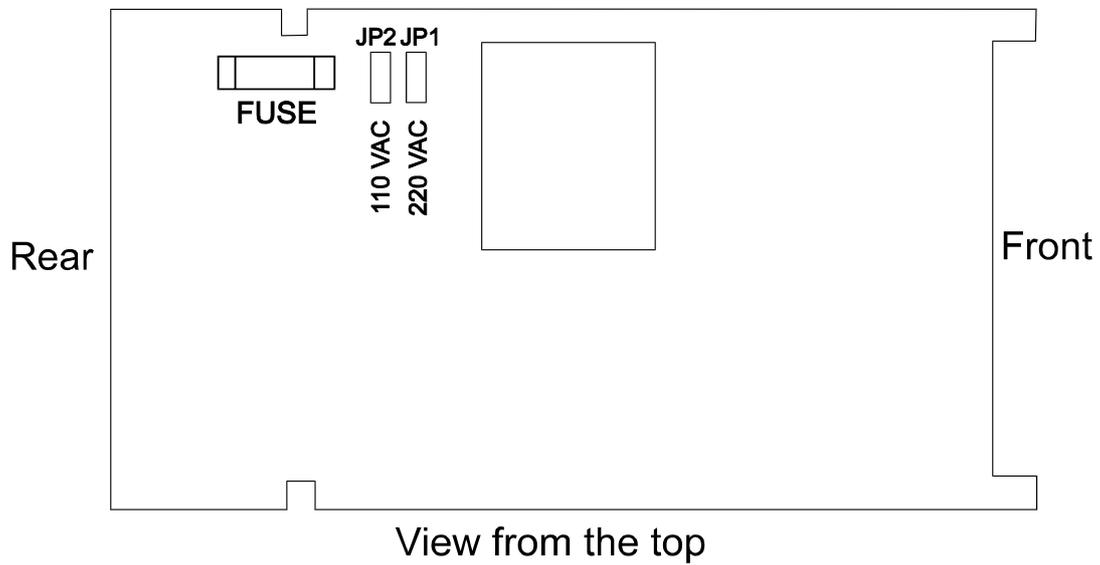 JP2 JP1
FUSE
110 VAC
220 VAC
Rear
Front
View from the top